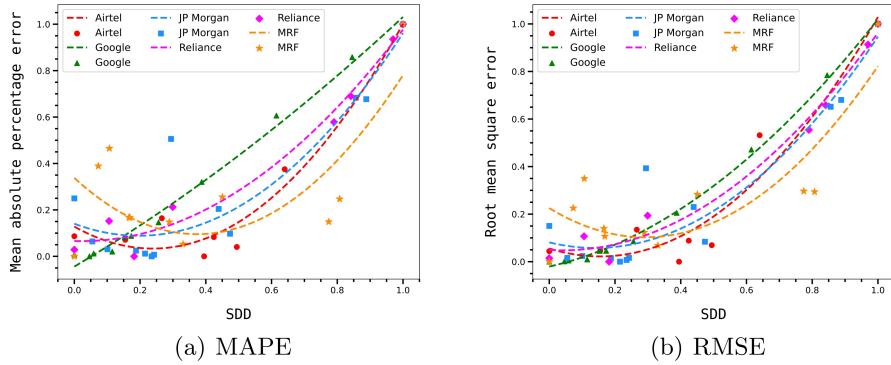 Airtel
Airtel
Google
Google
JP Morgan
JP Morgan
Reliance
Reliance
MRF
MRF
Mean absolute percentage error
1.0
0.8
0.6
0.4
0.2
0.0
0.0 0.2 0.4 0.6 0.8 1.0
SDD
(a) MAPE
Airtel
Airtel
Google
Google
JP Morgan
JP Morgan
Reliance
Reliance
MRF
MRF
Root mean square error
1.0
0.8
0.6
0.4
0.2
0.0
0.0 0.2 0.4 0.6 0.8 1.0
SDD
(b) RMSE